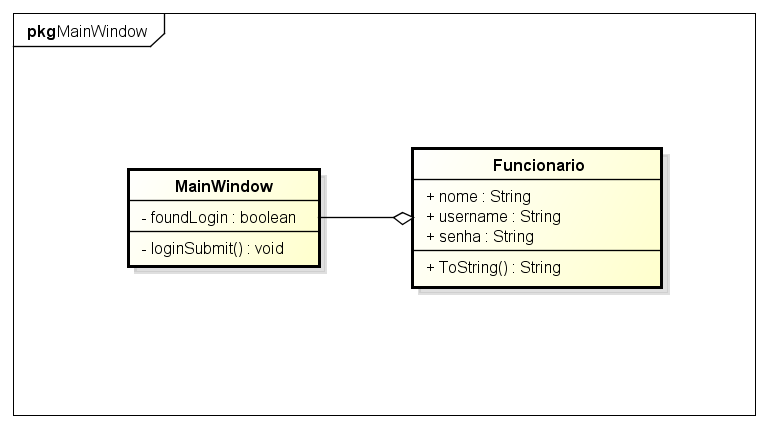 pkgMainWindow
MainWindow
- foundLogin : boolean
- loginSubmit() : void
Funcionario
+ nome : String
+ username : String
+ senha : String
+ ToString() : String